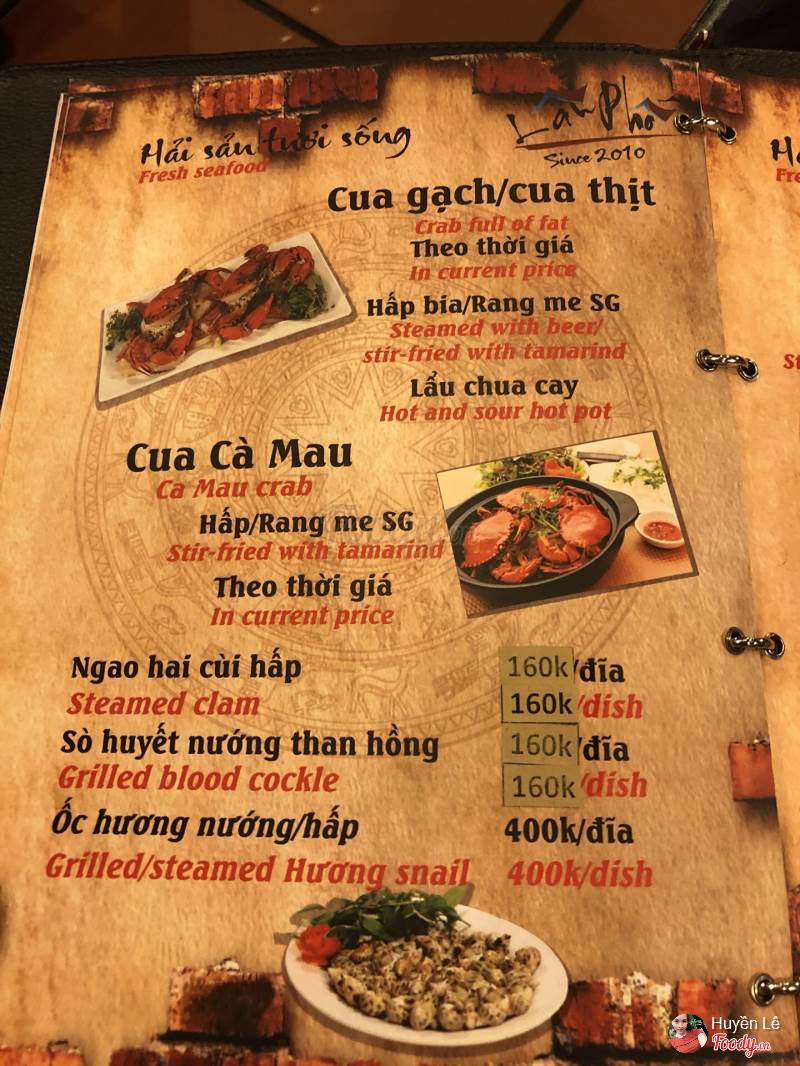 Hải sản tươi sống
Fresh seafood
Lẩu Phố
Since 2010
Cua gạch/cua thịt
Crab full of fat
Theo thời giá
In current price
Hấp bia/Rang me SG
Steamed with beer/
stir-fried with tamarind
Lẩu chua cay
Hot and sour hot pot
Cua Cà Mau
Ca Mau crab
Hấp/Rang me SG
Stir-fried with tamarind
Theo thời giá
In current price
Ngao hai cùi hấp 160k/đĩa
Steamed clam 160k/dish
Sò huyết nướng than hồng 160k/đĩa
Grilled blood cockle 160k/dish
Ốc hương nướng/hấp 400k/đĩa
Grilled/steamed Hương snail 400k/dish
Huyền Lê
Foody.vn